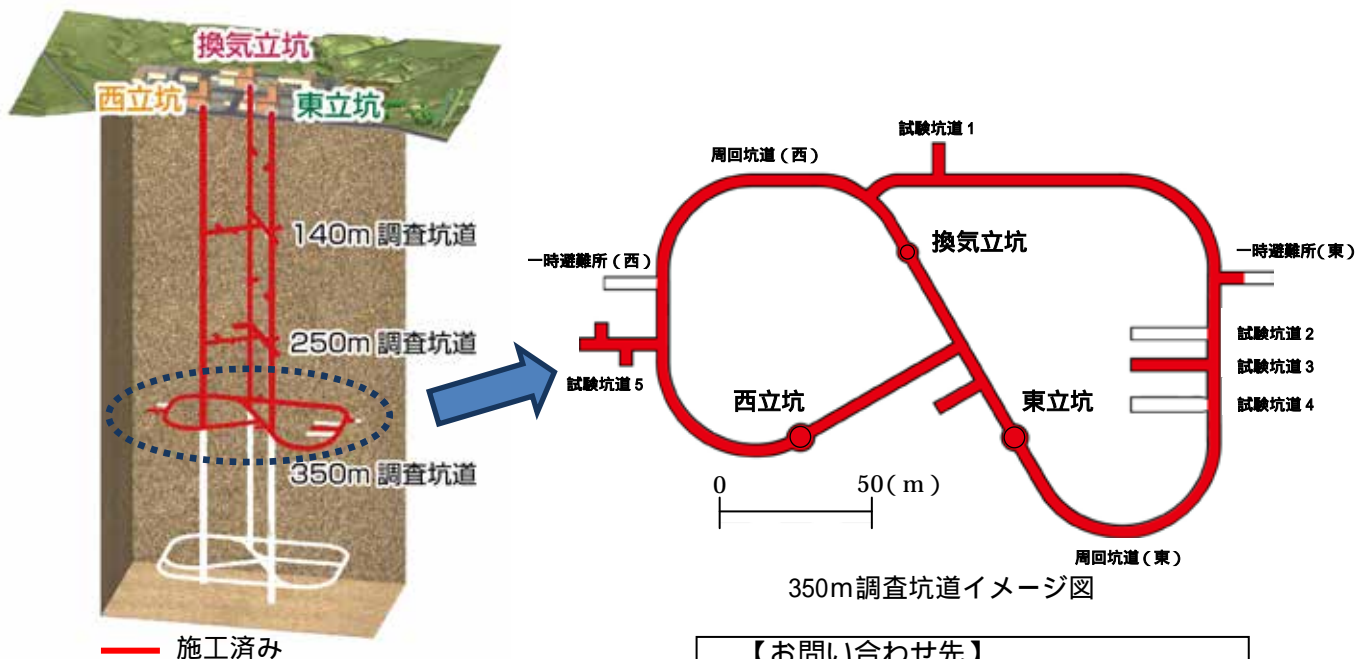 換気立坑
西立坑
東立坑
140m 調査坑道
250m 調査坑道
350m 調査坑道
施工済み
試験坑道1
周回坑道(西)
換気立坑
一時避難所(西)
一時避難所(東)
試験坑道2
試験坑道3
試験坑道4
試験坑道5
西立坑
東立坑
0 50(m)
周回坑道(東)
350m調査坑道イメージ図
【お問い合わせ先】